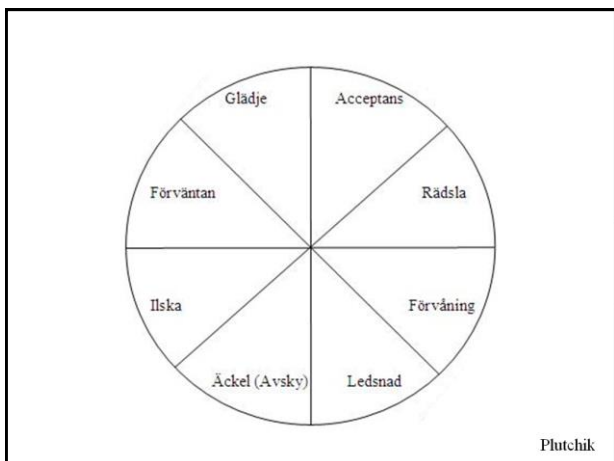 Glädje
Acceptans
Förväntan
Rädsla
Ilska
Förvåning
Äckel (Avsky)
Ledsnad
Plutchik